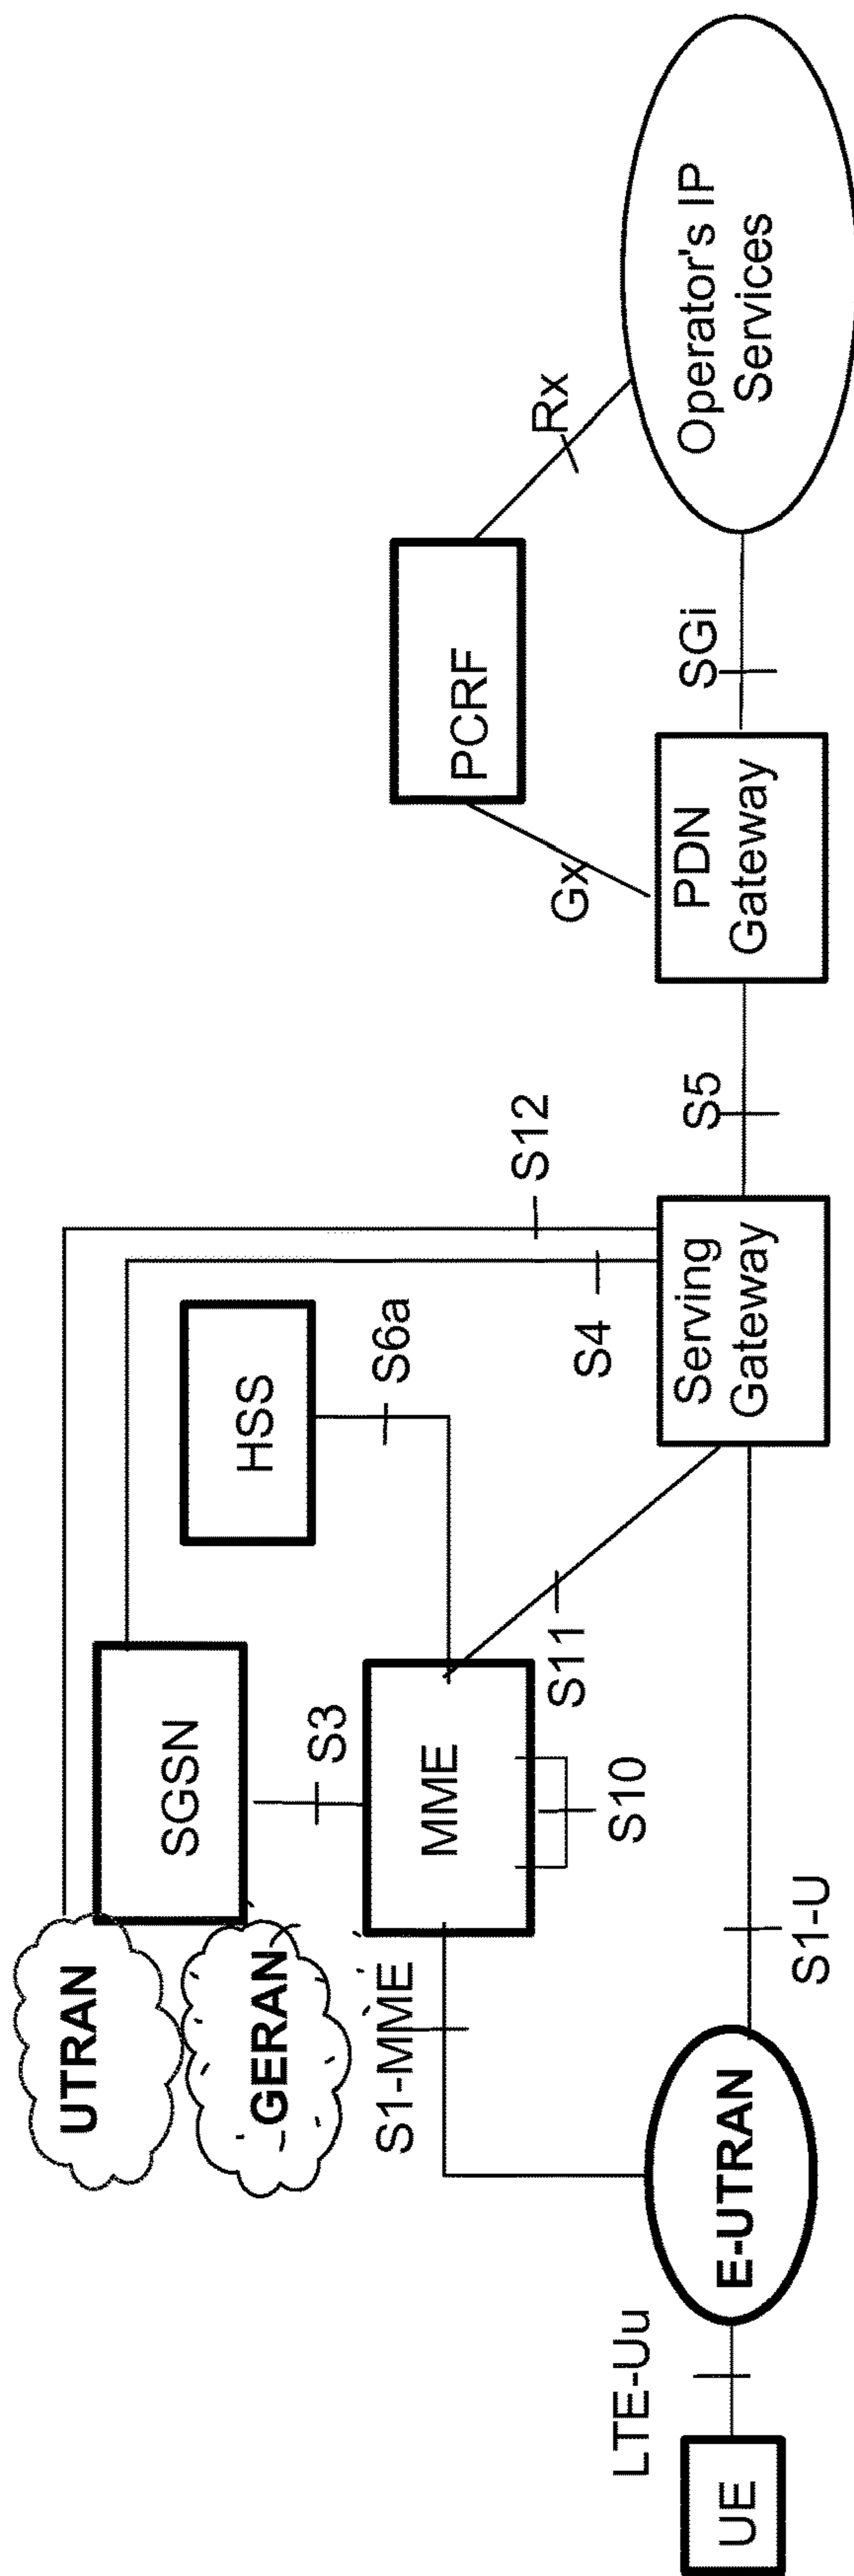 UTRAN
SGSN
GERAN
HSS
S3
S6a
S12
S1-MME
MME
S4
S11
S10
PCRF
Gx
Rx
LTE-Uu
UE
E-UTRAN
S1-U
Serving
Gateway
S5
PDN
Gateway
SGi
Operator's IP
Services